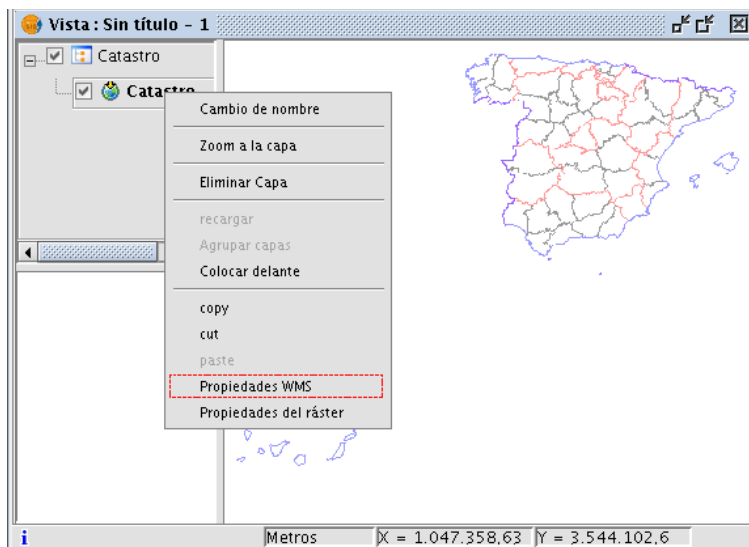 Vista : Sin título - 1
Catastro
Catastro
Cambio de nombre
Zoom a la capa
Eliminar Capa
recargar
Agrupar capas
Colocar delante
copy
cut
paste
Propiedades WMS
Propiedades del ráster
i
Metros
X = 1.047.358,63
Y = 3.544.102,6